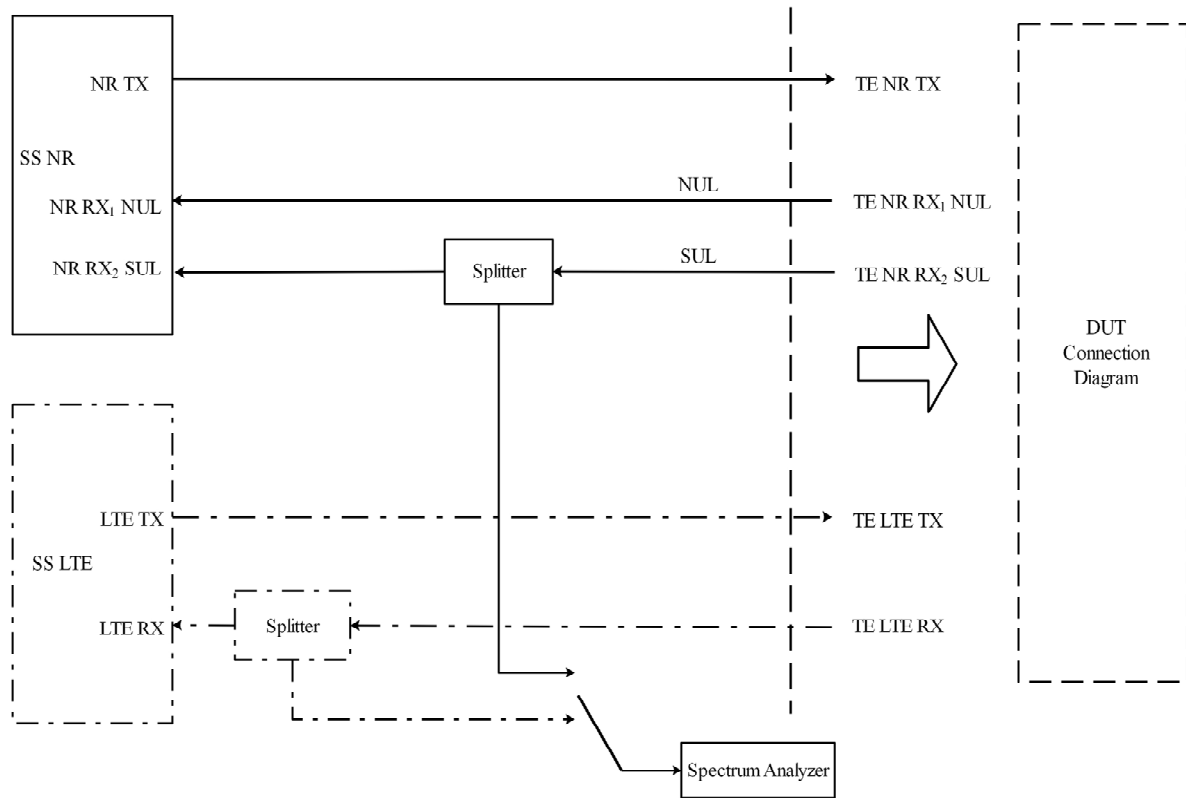 NR TX
TE NR TX
SS NR
NUL
NR RX₁ NUL
TE NR RX₁ NUL
SUL
NR RX₂ SUL
Splitter
TE NR RX₂ SUL
DUT
Connection
Diagram
LTE TX
TE LTE TX
SS LTE
LTE RX
Splitter
TE LTE RX
Spectrum Analyzer